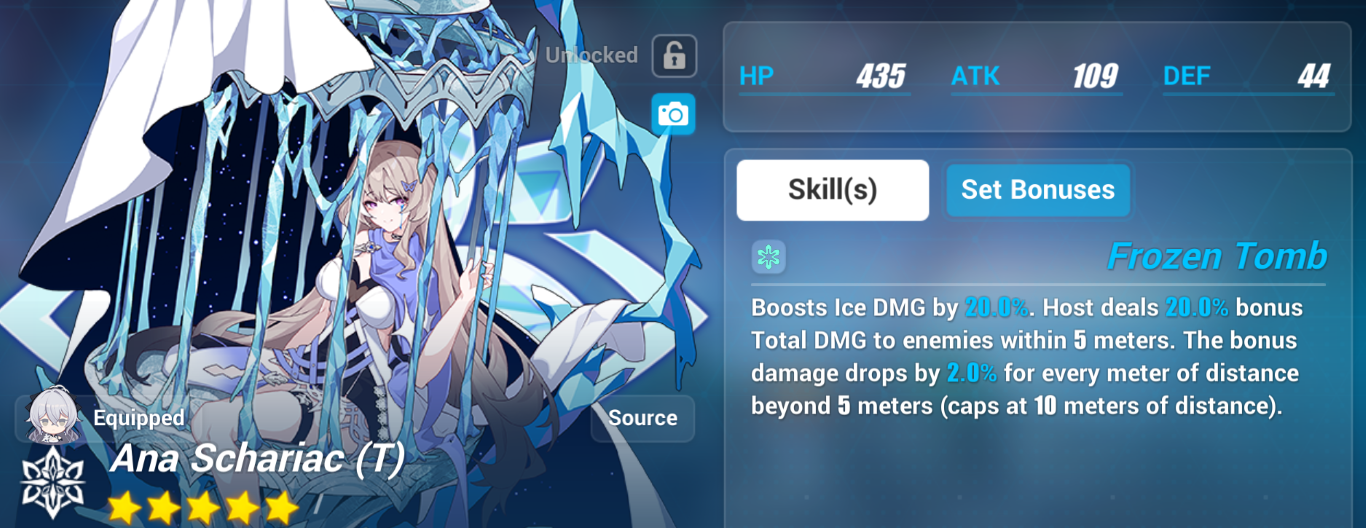 Unlocked
HP 435 ATK 109 DEF 44
Skill(s) Set Bonuses
Frozen Tomb
Boosts Ice DMG by 20.0%. Host deals 20.0% bonus
Total DMG to enemies within 5 meters. The bonus
damage drops by 2.0% for every meter of distance
beyond 5 meters (caps at 10 meters of distance).
Equipped
Source
Ana Schariac (T)